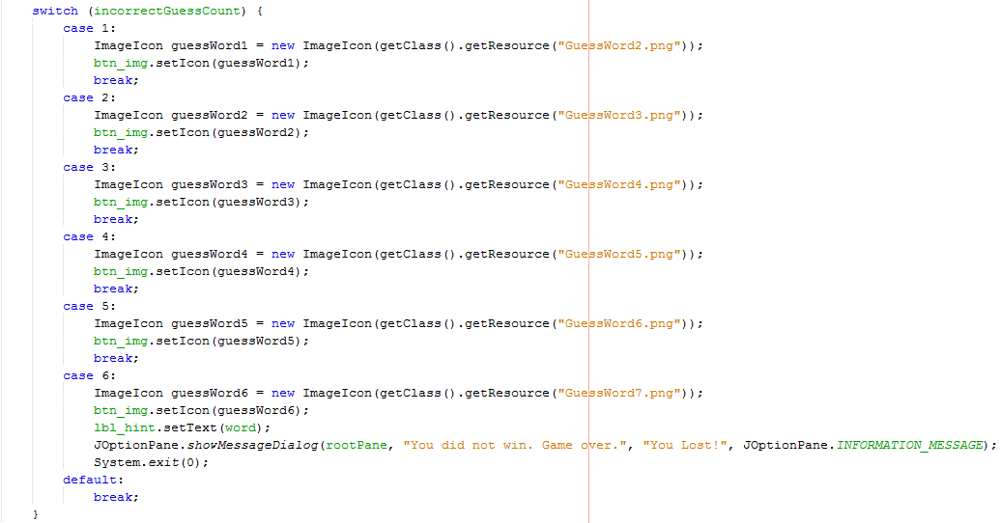 switch (incorrectGuessCount) {
    case 1:
        ImageIcon guessWord1 = new ImageIcon(getClass().getResource("GuessWord2.png"));
        btn_img.setIcon(guessWord1);
        break;
    case 2:
        ImageIcon guessWord2 = new ImageIcon(getClass().getResource("GuessWord3.png"));
        btn_img.setIcon(guessWord2);
        break;
    case 3:
        ImageIcon guessWord3 = new ImageIcon(getClass().getResource("GuessWord4.png"));
        btn_img.setIcon(guessWord3);
        break;
    case 4:
        ImageIcon guessWord4 = new ImageIcon(getClass().getResource("GuessWord5.png"));
        btn_img.setIcon(guessWord4);
        break;
    case 5:
        ImageIcon guessWord5 = new ImageIcon(getClass().getResource("GuessWord6.png"));
        btn_img.setIcon(guessWord5);
        break;
    case 6:
        ImageIcon guessWord6 = new ImageIcon(getClass().getResource("GuessWord7.png"));
        btn_img.setIcon(guessWord6);
        lbl_hint.setText(word);
        JOptionPane.showMessageDialog(rootPane, "You did not win. Game over.", "You Lost!", JOptionPane.INFORMATION_MESSAGE);
        System.exit(0);
    default:
        break;
}